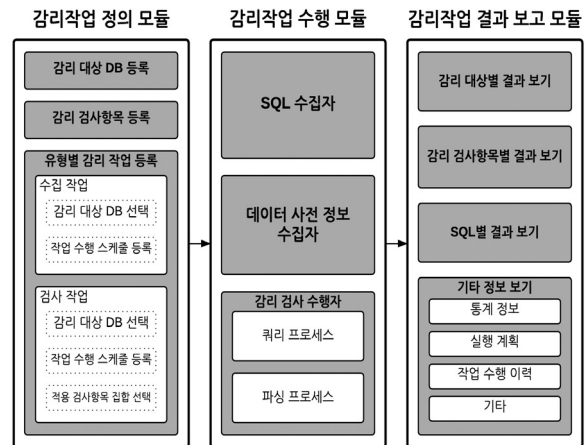 감리작업 정의 모듈
감리 대상 DB 등록
감리 검사항목 등록
유형별 감리 작업 등록
수집 작업
감리 대상 DB 선택
작업 수행 스케줄 등록
검사 작업
감리 대상 DB 선택
작업 수행 스케줄 등록
적용 검사항목 집합 선택
감리작업 수행 모듈
SQL 수집자
데이터 사전 정보
수집자
감리 검사 수행자
쿼리 프로세스
파싱 프로세스
감리작업 결과 보고 모듈
감리 대상별 결과 보기
감리 검사항목별 결과 보기
SQL별 결과 보기
기타 정보 보기
통계 정보
실행 계획
작업 수행 이력
기타